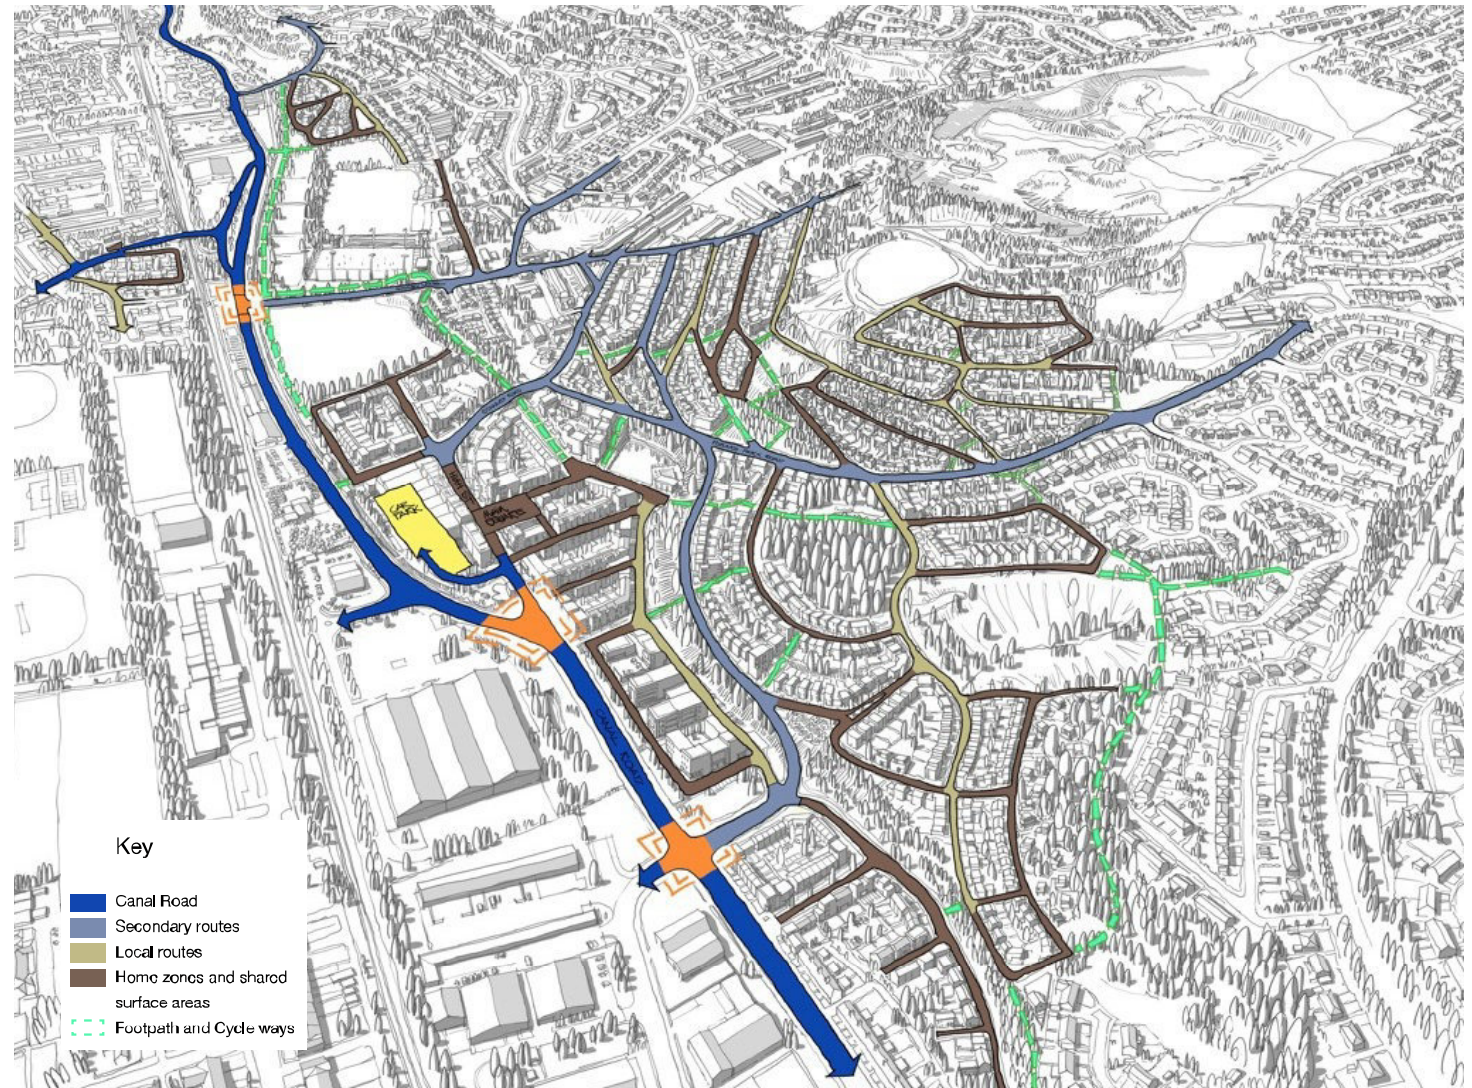 CAR
PARK
CANAL ROAD
Key
Canal Road
Secondary routes
Local routes
Home zones and shared
surface areas
Footpath and Cycle ways